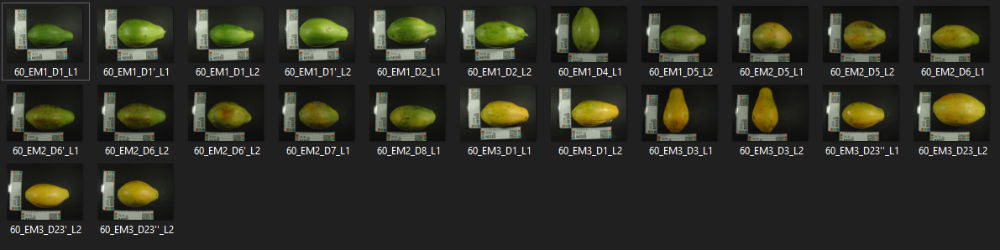 60_EM1_D1_L1
60_EM1_D1'_L1
60_EM1_D1_L2
60_EM1_D1'_L2
60_EM1_D2_L1
60_EM1_D2_L2
60_EM1_D4_L1
60_EM1_D5_L2
60_EM2_D5_L1
60_EM2_D5_L2
60_EM2_D6_L1
60_EM2_D6'_L1
60_EM2_D6_L2
60_EM2_D6'_L2
60_EM2_D7_L1
60_EM2_D8_L1
60_EM3_D1_L1
60_EM3_D1_L2
60_EM3_D3_L1
60_EM3_D3_L2
60_EM3_D23''_L1
60_EM3_D23_L2
60_EM3_D23'_L2
60_EM3_D23''_L2